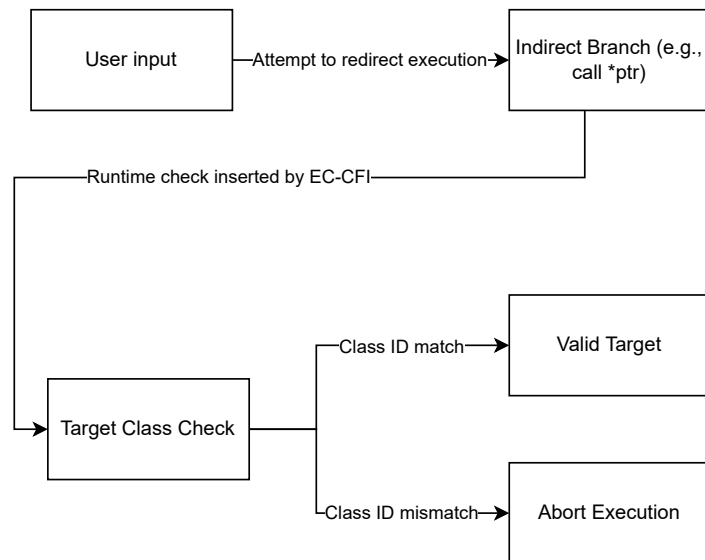 User input
Attempt to redirect execution
Indirect Branch (e.g.,
call *ptr)
Runtime check inserted by EC-CFI
Class ID match
Valid Target
Target Class Check
Class ID mismatch
Abort Execution